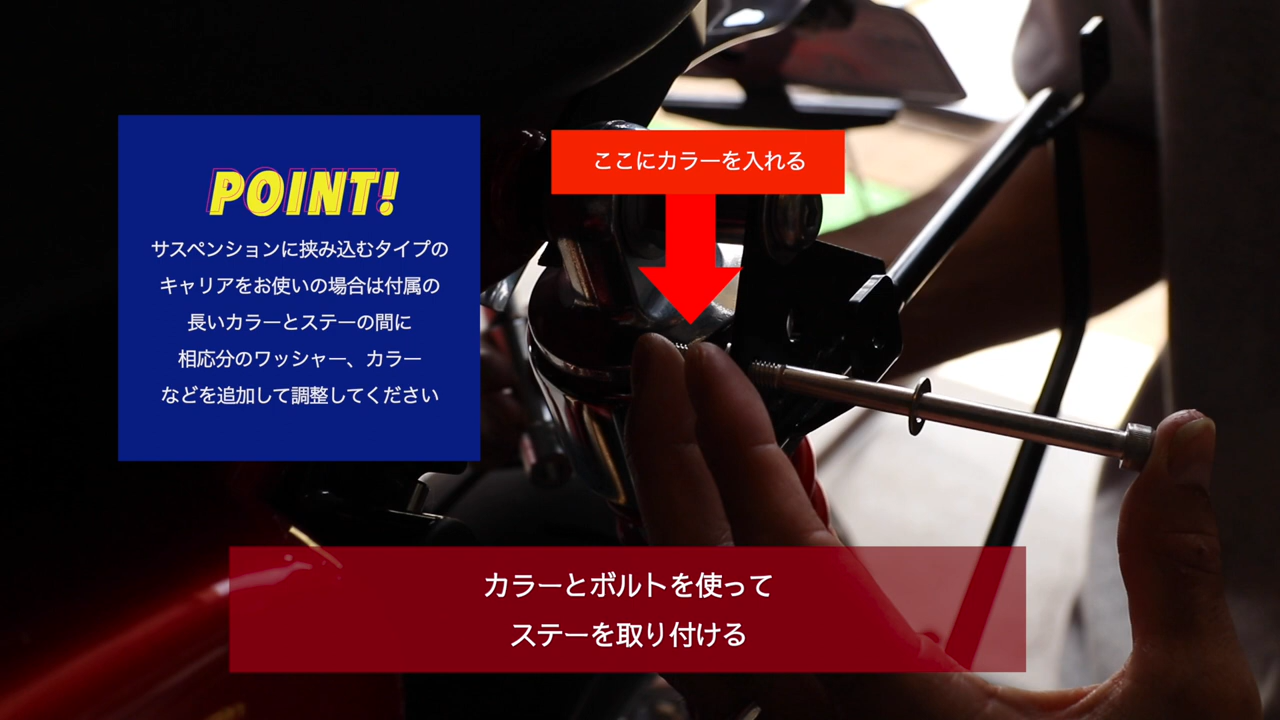 POINT!
サスペンションに挟み込むタイプの
キャリアをお使いの場合は付属の
長いカラーとステーの間に
相応分のワッシャー、カラー
などを追加して調整してください
ここにカラーを入れる
カラーとボルトを使って
ステーを取り付ける